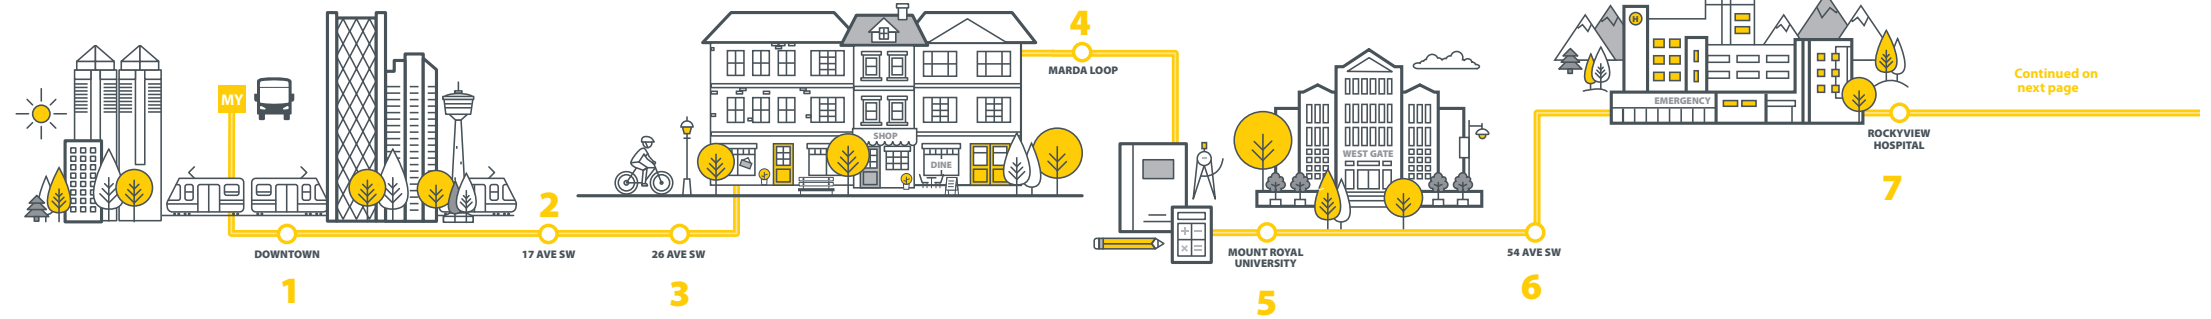 MY
DOWNTOWN
1
2
17 AVE SW
26 AVE SW
3
SHOP
DINE
4
MARDA LOOP
MOUNT ROYAL
UNIVERSITY
5
WEST GATE
54 AVE SW
6
H
EMERGENCY
ROCKYVIEW
HOSPITAL
7
Continued on
next page